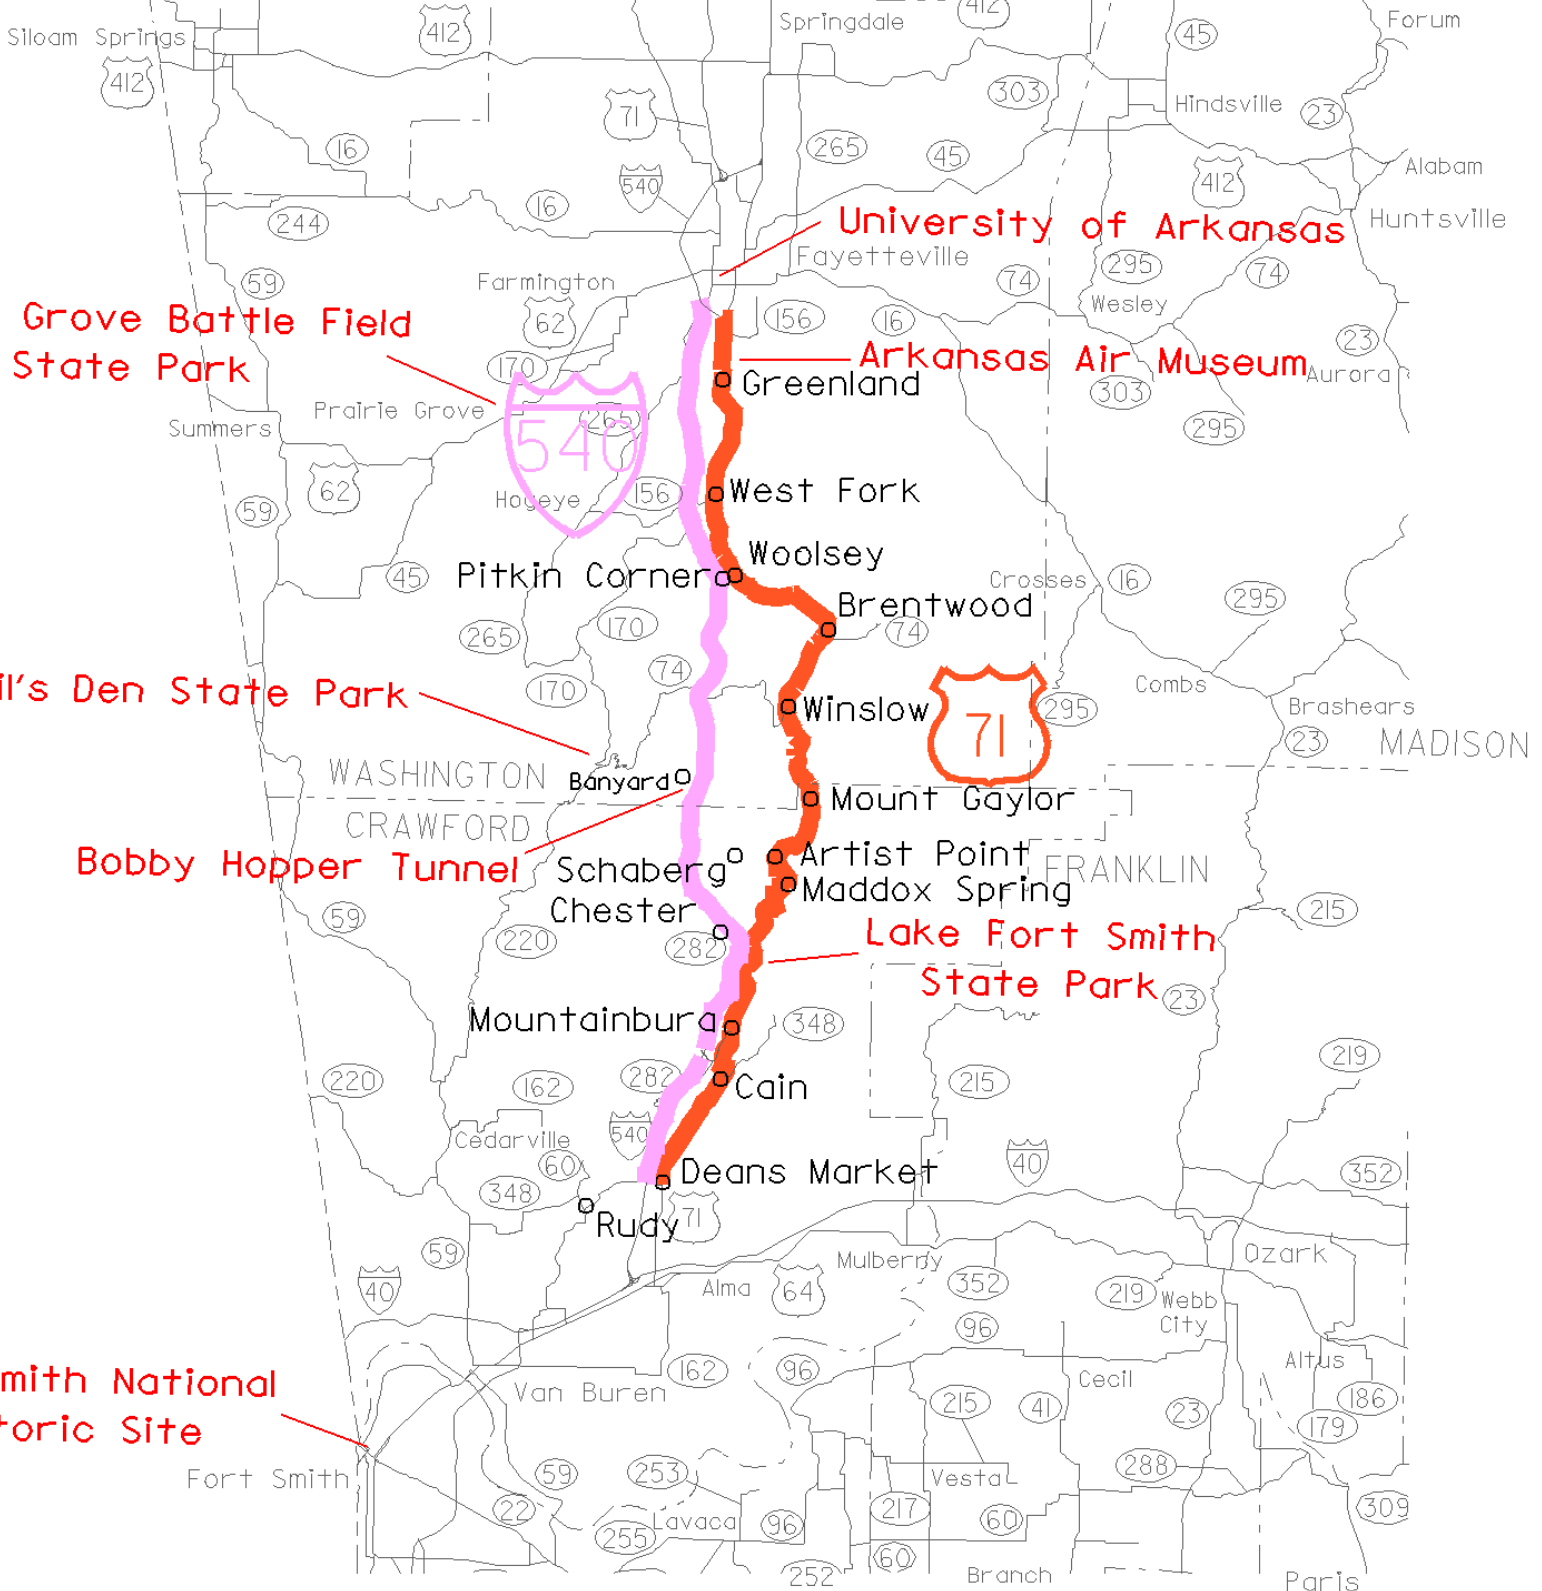 412
Springdale
Forum
Siloam Springs
412
45
412
303
Hindsville
23
71
16
265
45
Alabam
540
412
16
244
University of Arkansas
Huntsville
Fayetteville
295
74
59
Farmington
74
Wesley
Grove Battle Field
62
156
16
State Park
170
Arkansas Air Museum
23
Greenland
303
Aurora
Prairie Grove
265
Summers
540
295
62
Hogeye
156
West Fork
59
Woolsey
45
Pitkin Corner
Crosses
16
295
Brentwood
265
170
74
74
il's Den State Park
170
Combs
Winslow
295
Brashears
71
23
MADISON
WASHINGTON
Banyard
Mount Gaylor
CRAWFORD
Bobby Hopper Tunnel
Schaberg
Artist Point
FRANKLIN
Maddox Spring
Chester
59
215
220
282
Lake Fort Smith
State Park
23
Mountainburg
348
219
220
162
282
Cain
215
540
Cedarville
60
40
352
348
Deans Market
Rudy
71
59
Mulberry
Ozark
40
Alma
64
352
219
Webb
City
96
162
96
Altus
mith National
Van Buren
Cecil
215
41
23
186
toric Site
179
Fort Smith
59
253
Vesta
288
22
Lavaca
96
217
60
309
255
60
252
Branch
Paris